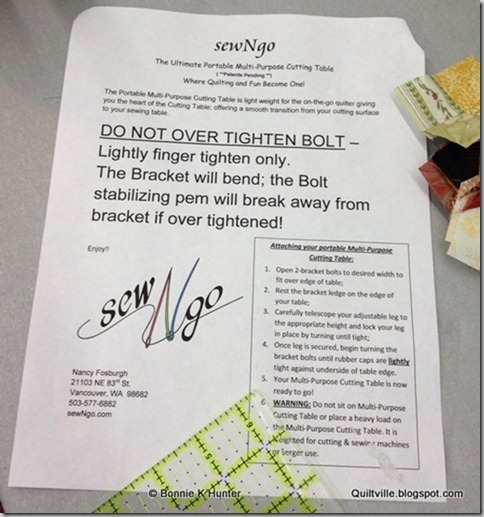 sewNgo
The Ultimate Portable Multi-Purpose Cutting Table
( **Patents Pending **)
Where Quilting and Fun Become One!
The Portable Multi-Purpose Cutting Table is light weight for the on-the-go quilter giving
you the heart of the Cutting Table; offering a smooth transition from your cutting surface
to your sewing table.
DO NOT OVER TIGHTEN BOLT –
Lightly finger tighten only.
The Bracket will bend; the Bolt
stabilizing pem will break away from
bracket if over tightened!
Enjoy!!
sewNgo
Nancy Fosburgh
21103 NE 83rd St.
Vancouver, WA 98682
503-577-6882
sewNgo.com
Attaching your portable Multi-Purpose
Cutting Table:
1. Open 2-bracket bolts to desired width to
fit over edge of table;
2. Rest the bracket ledge on the edge of
your table;
3. Carefully telescope your adjustable leg to
the appropriate height and lock your leg
in place by turning until tight;
4. Once leg is secured, begin turning the
bracket bolts until rubber caps are lightly
tight against underside of table edge.
5. Your Multi-Purpose Cutting Table is now
ready to go!
6. WARNING: Do not sit on Multi-Purpose
Cutting Table or place a heavy load on
the Multi-Purpose Cutting Table. It is
weighted for cutting & sewing machines
or serger use.
© Bonnie K Hunter
Quiltville.blogspot.com